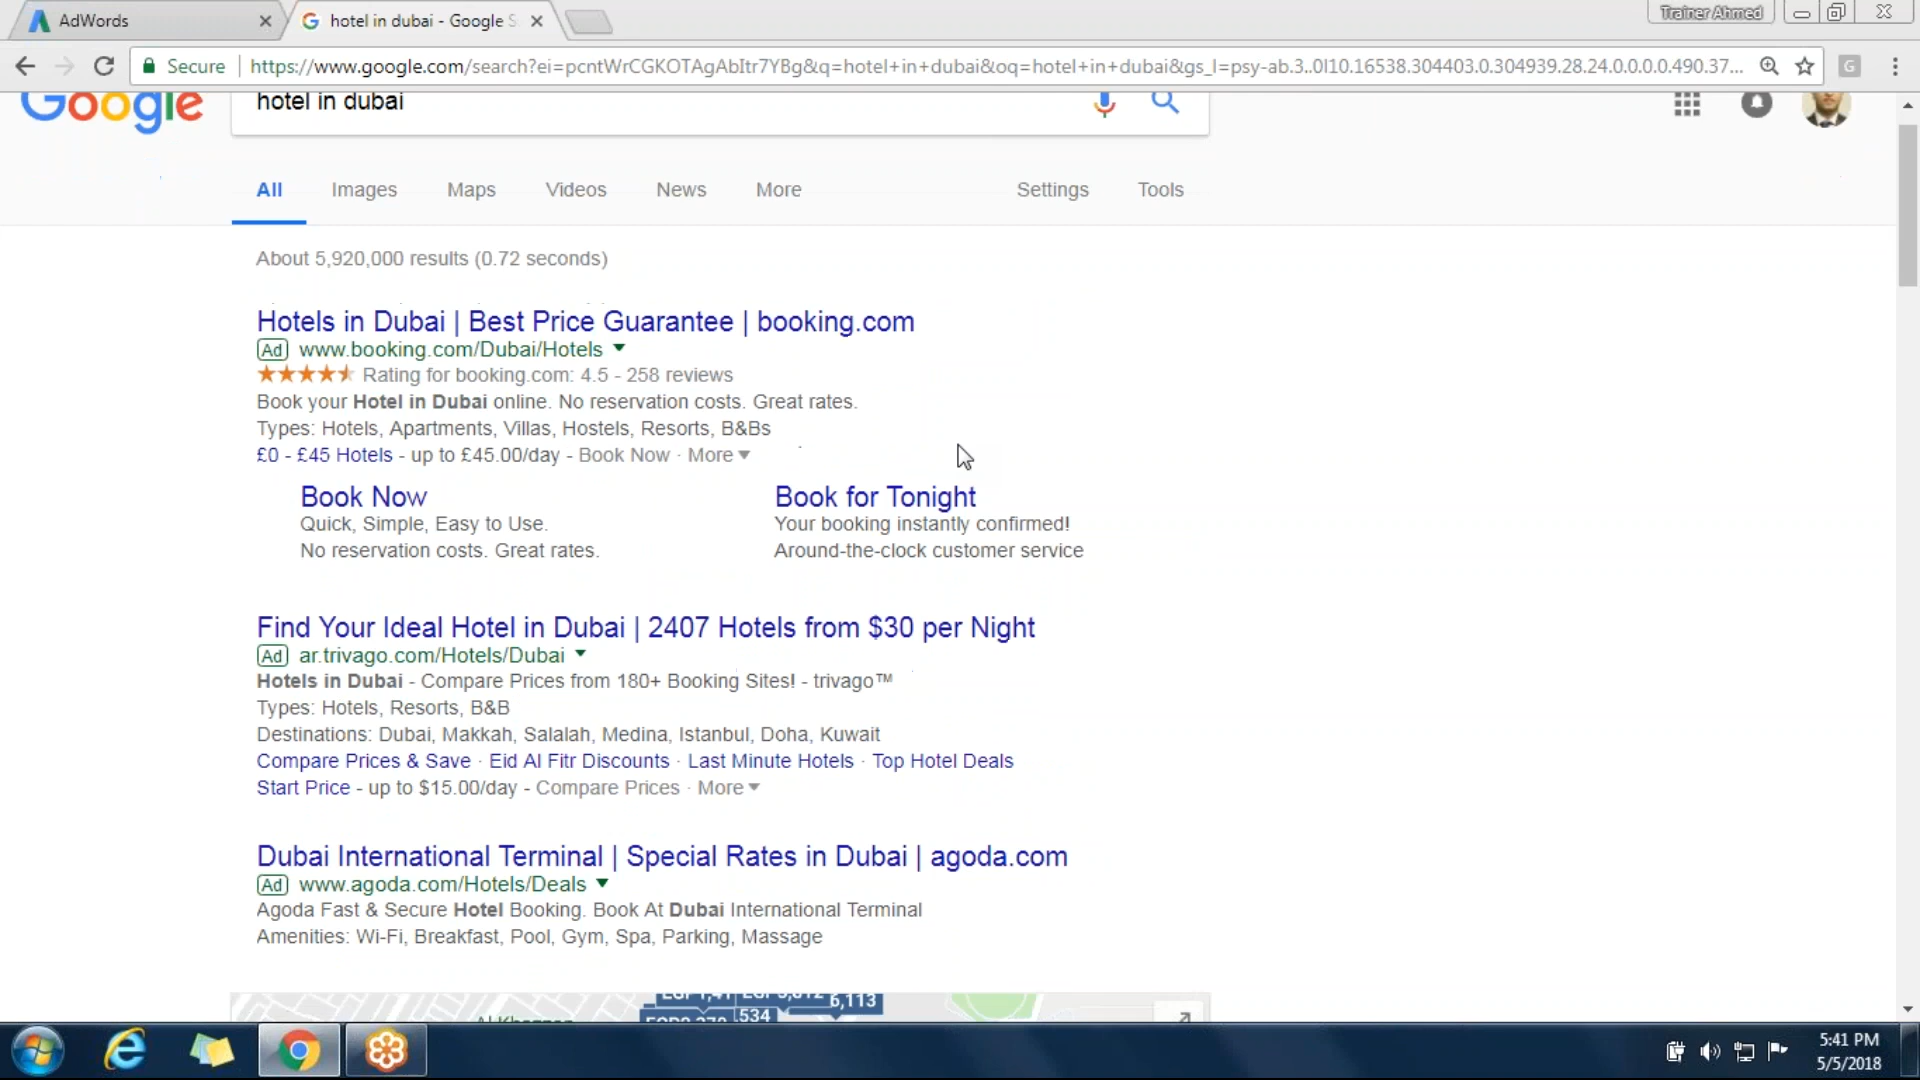 AdWords
hotel in dubai - Google S
Trainer Ahmed
Secure
https://www.google.com/search?ei=pcntWrCGKOTAgAbItr7YBg&q=hotel+in+dubai&oq=hotel+in+dubai&gs_l=psy-ab.3..0l10.16538.304403.0.304939.28.24.0.0.0.0.490.37...
G
Google
hotel in dubai
All Images Maps Videos News More Settings Tools
About 5,920,000 results (0.72 seconds)
Hotels in Dubai | Best Price Guarantee | booking.com
Ad www.booking.com/Dubai/Hotels
Rating for booking.com: 4.5 - 258 reviews
Book your Hotel in Dubai online. No reservation costs. Great rates.
Types: Hotels, Apartments, Villas, Hostels, Resorts, B&Bs
£0 - £45 Hotels - up to £45.00/day - Book Now · More
Book Now
Quick, Simple, Easy to Use.
No reservation costs. Great rates.
Book for Tonight
Your booking instantly confirmed!
Around-the-clock customer service
Find Your Ideal Hotel in Dubai | 2407 Hotels from $30 per Night
Ad ar.trivago.com/Hotels/Dubai
Hotels in Dubai - Compare Prices from 180+ Booking Sites! - trivago™
Types: Hotels, Resorts, B&B
Destinations: Dubai, Makkah, Salalah, Medina, Istanbul, Doha, Kuwait
Compare Prices & Save · Eid Al Fitr Discounts · Last Minute Hotels · Top Hotel Deals
Start Price - up to $15.00/day - Compare Prices · More
Dubai International Terminal | Special Rates in Dubai | agoda.com
Ad www.agoda.com/Hotels/Deals
Agoda Fast & Secure Hotel Booking. Book At Dubai International Terminal
Amenities: Wi-Fi, Breakfast, Pool, Gym, Spa, Parking, Massage
6,113
,534
5:41 PM
5/5/2018